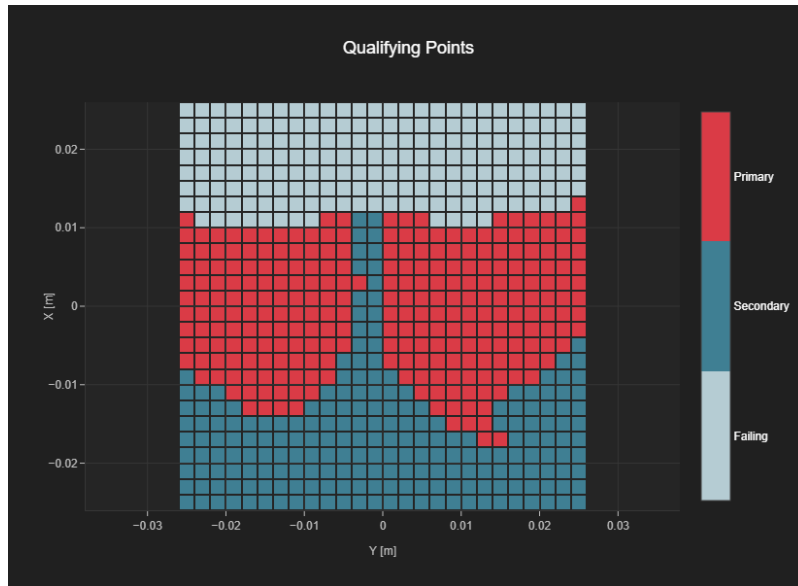 Qualifying Points
Primary
Secondary
Failing
X [m]
0.02
0.01
0
−0.01
−0.02
−0.03
−0.02
−0.01
0
0.01
0.02
0.03
Y [m]